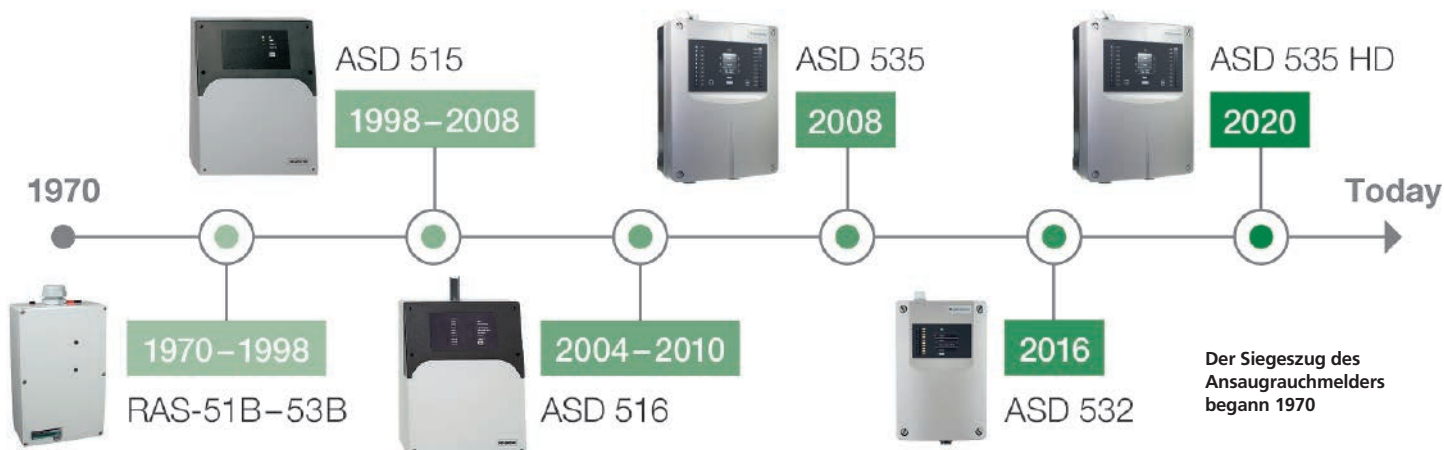 ASD 515
1998–2008
ASD 535
2008
ASD 535 HD
2020
1970
Today
1970–1998
RAS-51B–53B
2004–2010
ASD 516
2016
ASD 532
Der Siegeszug des
Ansaugrauchmelders
begann 1970